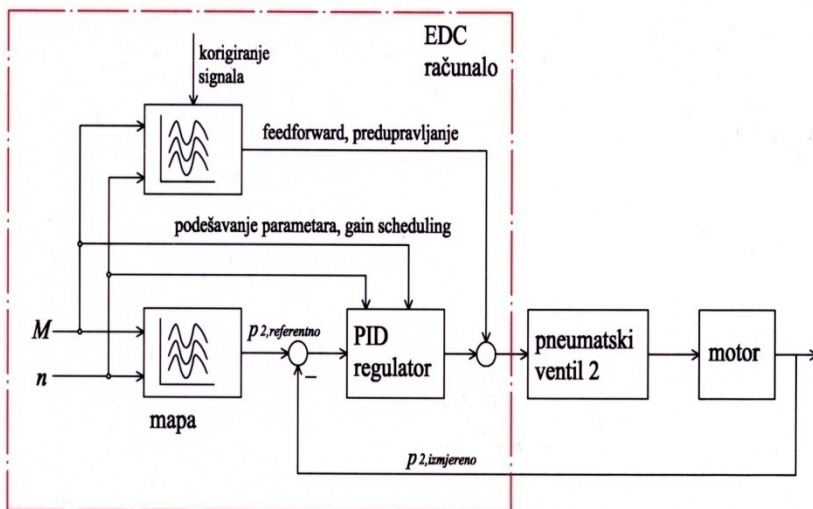 EDC
računalo
korigiranje
signala
feedforward, predupravljanje
podešavanje parametara, gain scheduling
M
n
mapa
p 2,referentno
–
PID
regulator
pneumatski
ventil 2
motor
p 2,izmjereno